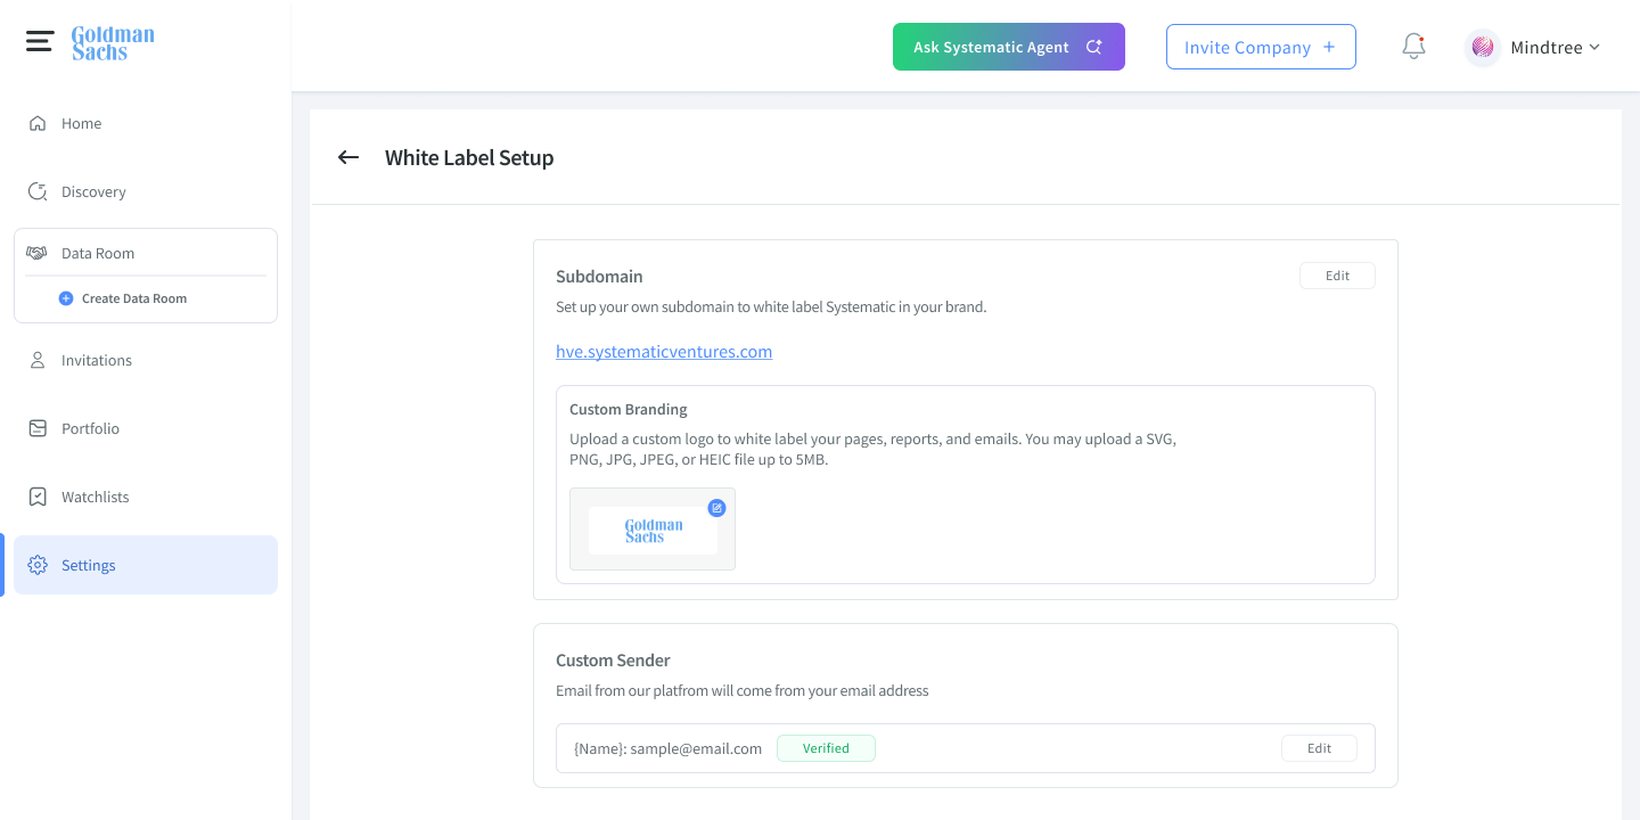 Goldman
Sachs
Ask Systematic Agent
Invite Company +
Mindtree
Home
Discovery
Data Room
Create Data Room
Invitations
Portfolio
Watchlists
Settings
White Label Setup
Subdomain
Edit
Set up your own subdomain to white label Systematic in your brand.
hve.systematicventures.com
Custom Branding
Upload a custom logo to white label your pages, reports, and emails. You may upload a SVG,
PNG, JPG, JPEG, or HEIC file up to 5MB.
Goldman
Sachs
Custom Sender
Email from our platfrom will come from your email address
{Name}: sample@email.com
Verified
Edit